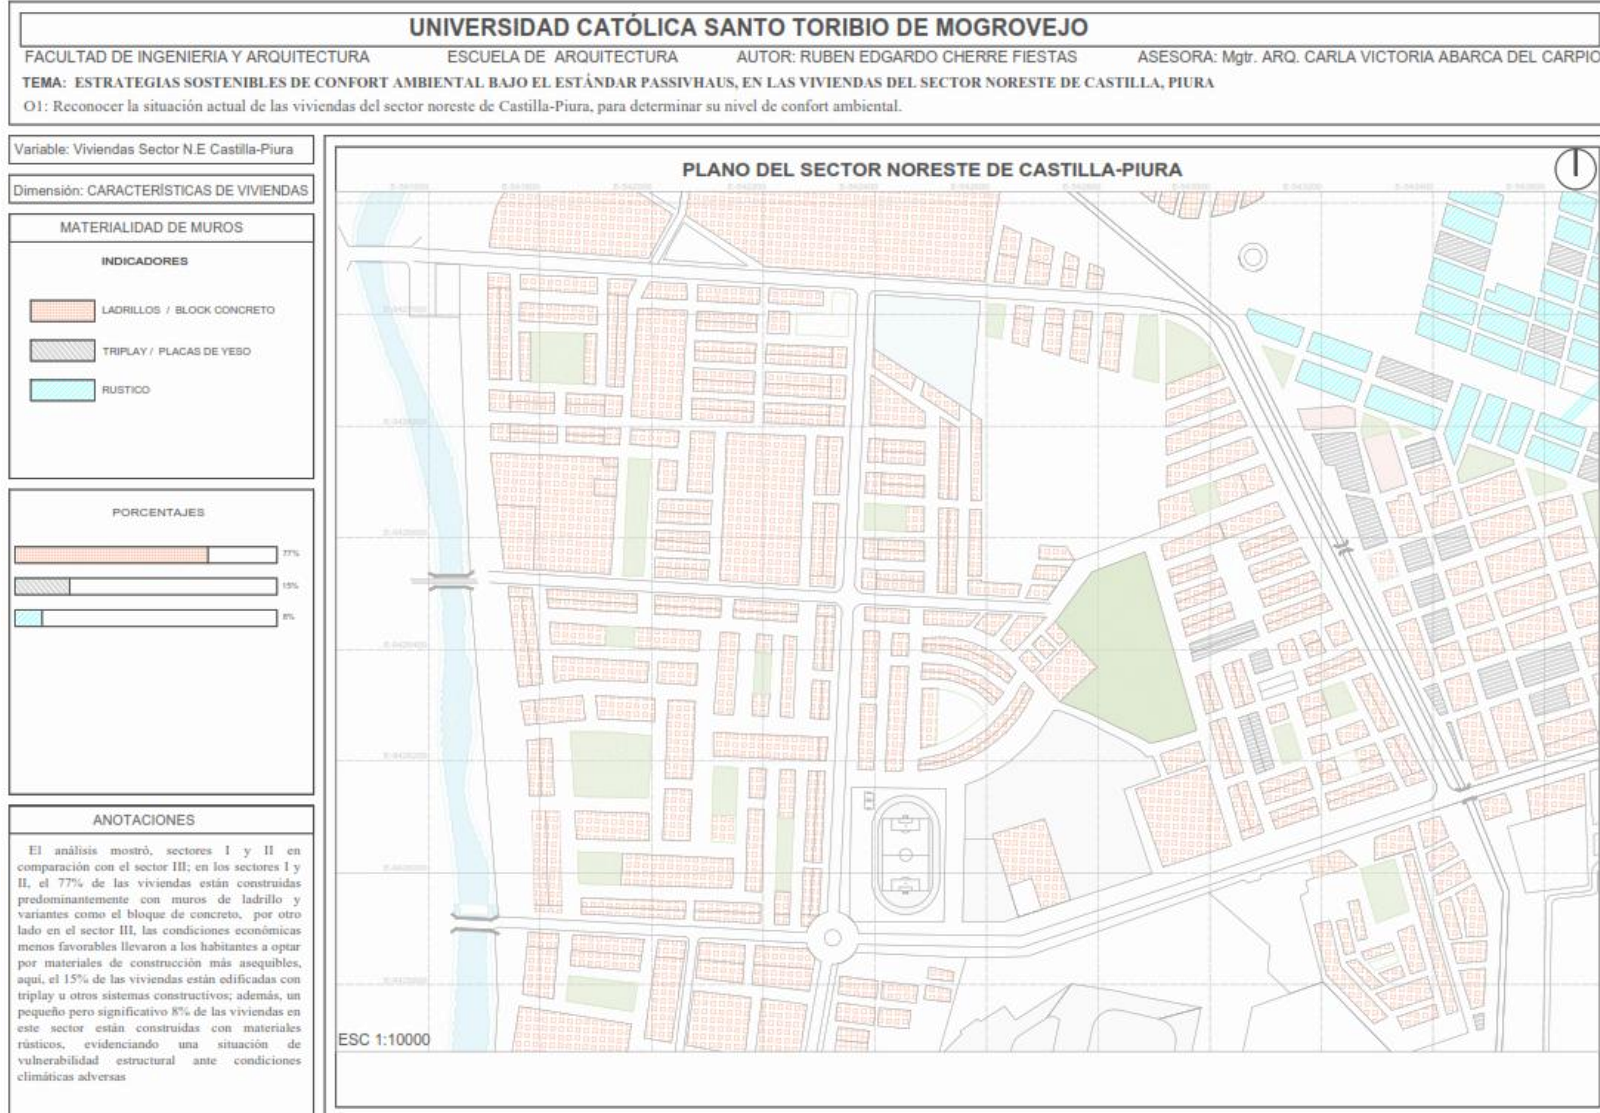 UNIVERSIDAD CATÓLICA SANTO TORIBIO DE MOGROVEJO
FACULTAD DE INGENIERIA Y ARQUITECTURA ESCUELA DE ARQUITECTURA AUTOR: RUBEN EDGARDO CHERRE FIESTAS ASESORA: Mgtr. ARQ. CARLA VICTORIA ABARCA DEL CARPIO
TEMA: ESTRATEGIAS SOSTENIBLES DE CONFORT AMBIENTAL BAJO EL ESTÁNDAR PASSIVHAUS, EN LAS VIVIENDAS DEL SECTOR NORESTE DE CASTILLA, PIURA
O1: Reconocer la situación actual de las viviendas del sector noreste de Castilla-Piura, para determinar su nivel de confort ambiental.
Variable: Viviendas Sector N.E Castilla-Piura
Dimensión: CARACTERÍSTICAS DE VIVIENDAS
MATERIALIDAD DE MUROS
INDICADORES
LADRILLOS / BLOCK CONCRETO
TRIPLAY / PLACAS DE YESO
RUSTICO
PORCENTAJES
77%
15%
8%
ANOTACIONES
El análisis mostró, sectores I y II en
comparación con el sector III; en los sectores I y
II, el 77% de las viviendas están construidas
predominantemente con muros de ladrillo y
variantes como el bloque de concreto, por otro
lado en el sector III, las condiciones económicas
menos favorables llevaron a los habitantes a optar
por materiales de construcción más asequibles,
aquí, el 15% de las viviendas están edificadas con
triplay u otros sistemas constructivos; además, un
pequeño pero significativo 8% de las viviendas en
este sector están construidas con materiales
rústicos, evidenciando una situación de
vulnerabilidad estructural ante condiciones
climáticas adversas
PLANO DEL SECTOR NORESTE DE CASTILLA-PIURA
ESC 1:10000